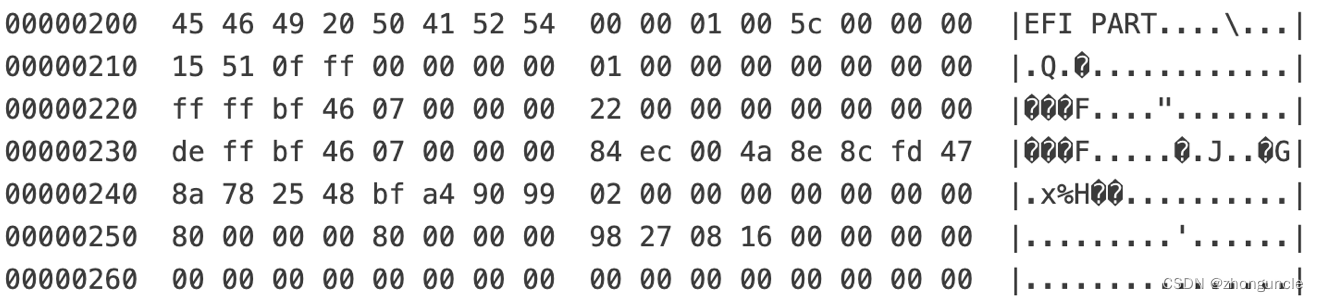 00000200  45 46 49 20 50 41 52 54  00 00 01 00 5c 00 00 00  |EFI PART....\...|
00000210  15 51 0f ff 00 00 00 00  01 00 00 00 00 00 00 00  |.Q.�............|
00000220  ff ff bf 46 07 00 00 00  22 00 00 00 00 00 00 00  |���F....".......|
00000230  de ff bf 46 07 00 00 00  84 ec 00 4a 8e 8c fd 47  |���F.....�.J..�G|
00000240  8a 78 25 48 bf a4 90 99  02 00 00 00 00 00 00 00  |.x%H��..........|
00000250  80 00 00 00 80 00 00 00  98 27 08 16 00 00 00 00  |.........'......|
00000260  00 00 00 00 00 00 00 00  00 00 00 00 00 00 00 00  |................|
CSDN @zhonguncle